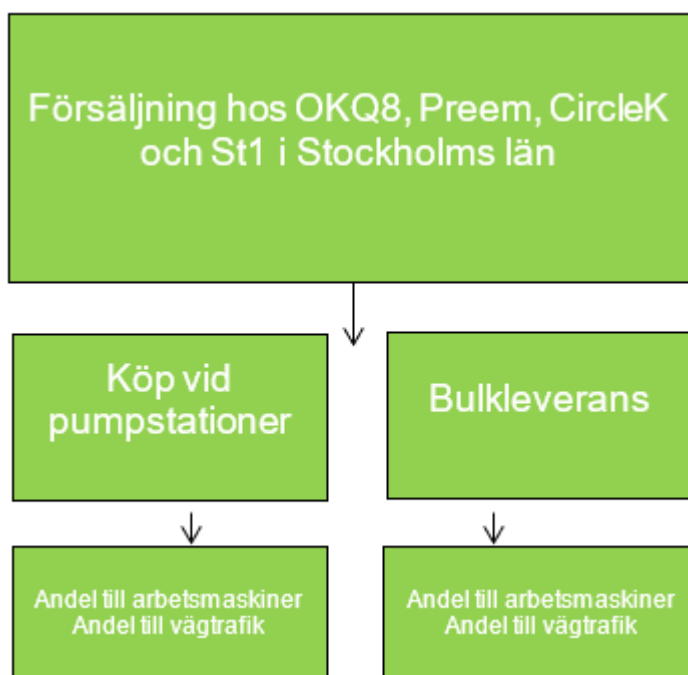 Försäljning hos OKQ8, Preem, CircleK
och St1 i Stockholms län
Köp vid
pumpstationer
Bulkleverans
Andel till arbetsmaskiner
Andel till vägtrafik
Andel till arbetsmaskiner
Andel till vägtrafik